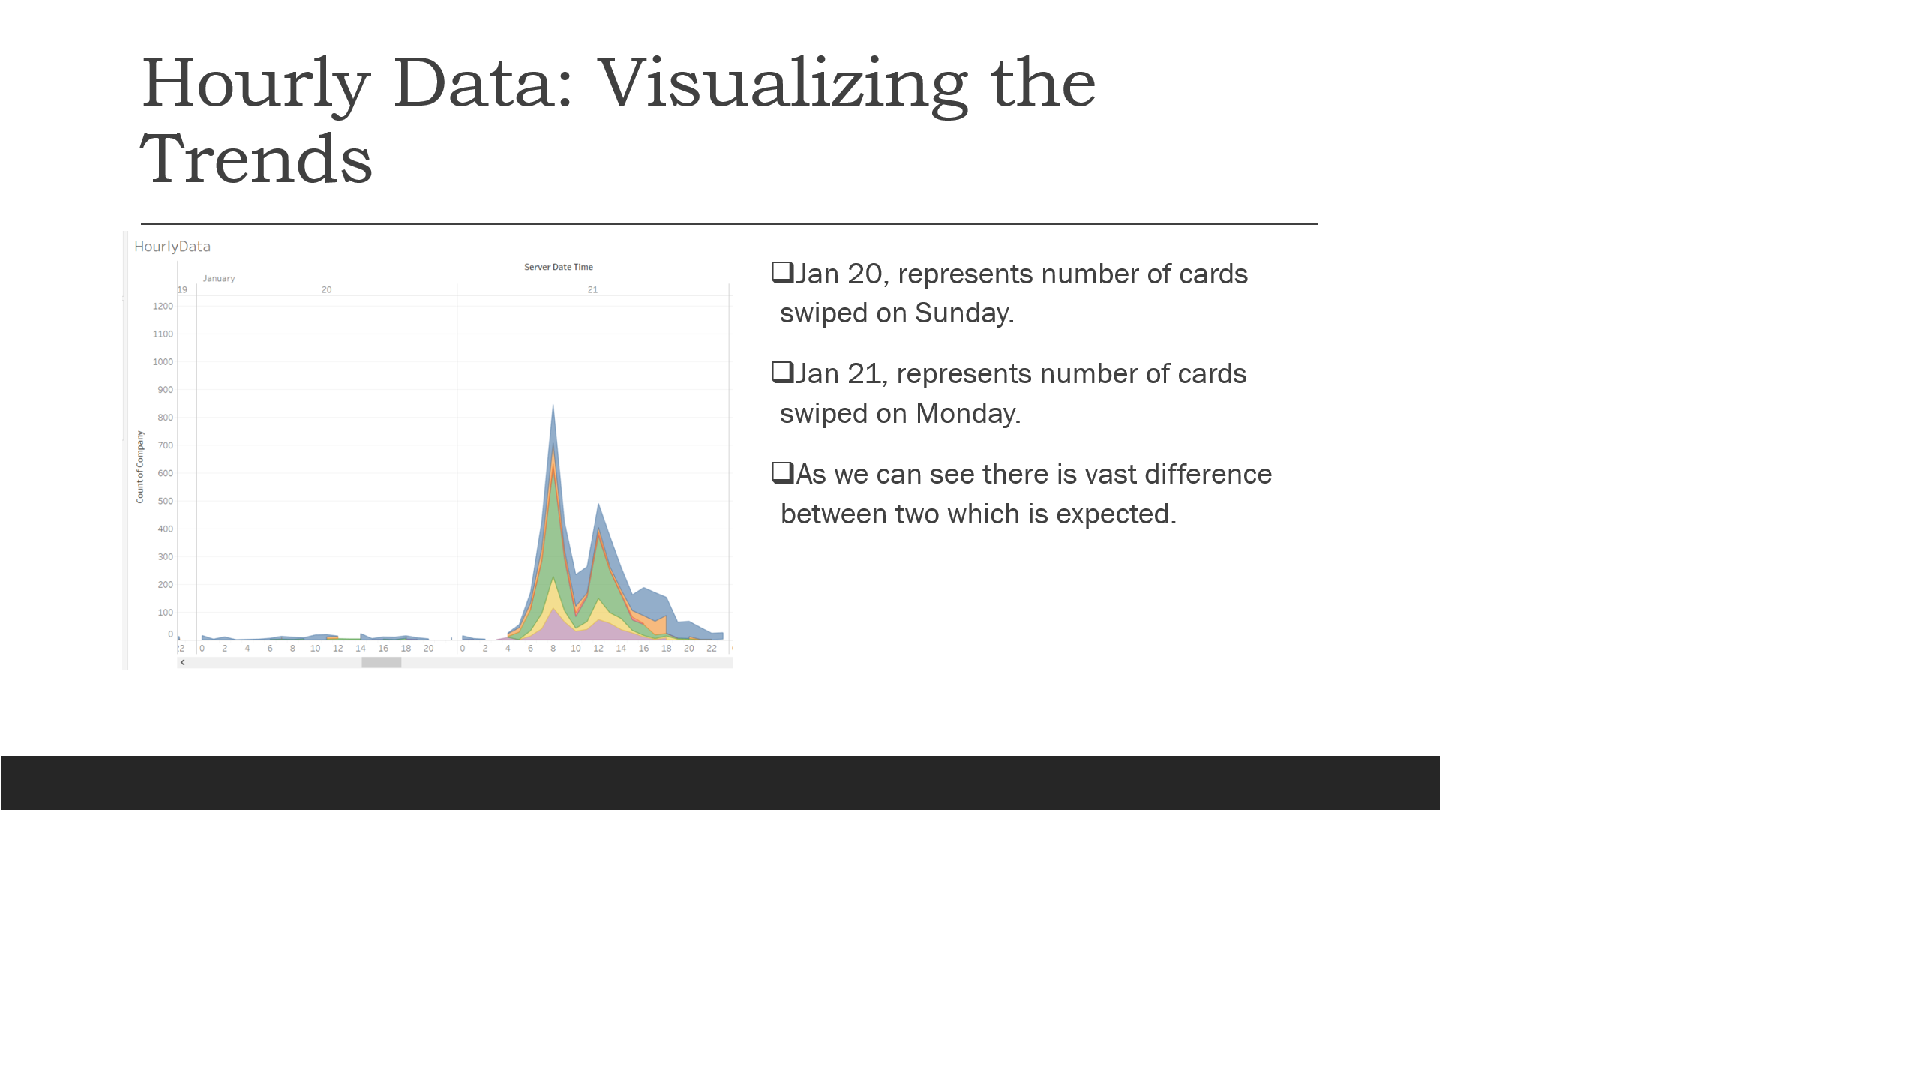 Hourly Data: Visualizing the
Trends
HourlyData
Server Date Time
January
19 20 21
Count of Company
1200
1100
1000
900
800
700
600
500
400
300
200
100
0
22 0 2 4 6 8 10 12 14 16 18 20 0 2 4 6 8 10 12 14 16 18 20 22
❑Jan 20, represents number of cards
swiped on Sunday.
❑Jan 21, represents number of cards
swiped on Monday.
❑As we can see there is vast difference
between two which is expected.